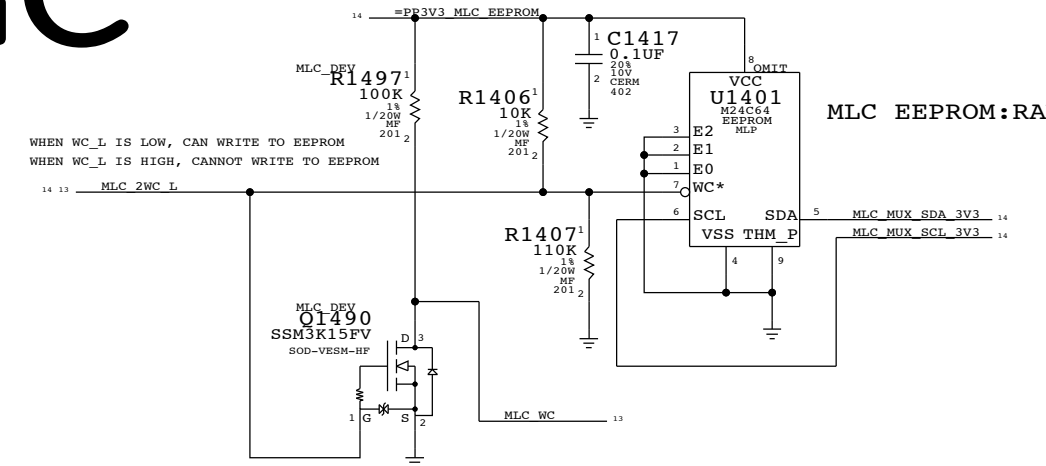 14 =PP3V3_MLC_EEPROM
MLC_DEV
R1497 1
100K
1%
1/20W
MF
201 2
R1406 1
10K
1%
1/20W
MF
201 2
1 C1417
0.1UF
20%
10V
2 CERM
402
8 OMIT
VCC
U1401
M24C64
EEPROM
MLP
MLC EEPROM:RA
3 E2
2 E1
1 E0
7 WC*
6 SCL SDA 5
VSS THM_P
4 9
MLC_MUX_SDA_3V3 14
MLC_MUX_SCL_3V3 14
WHEN WC_L IS LOW, CAN WRITE TO EEPROM
WHEN WC_L IS HIGH, CANNOT WRITE TO EEPROM
14 13 MLC_2WC_L
R1407 1
110K
1%
1/20W
MF
201 2
MLC_DEV
Q1490
SSM3K15FV
SOD-VESM-HF
D 3
1 G S 2
MLC_WC 13